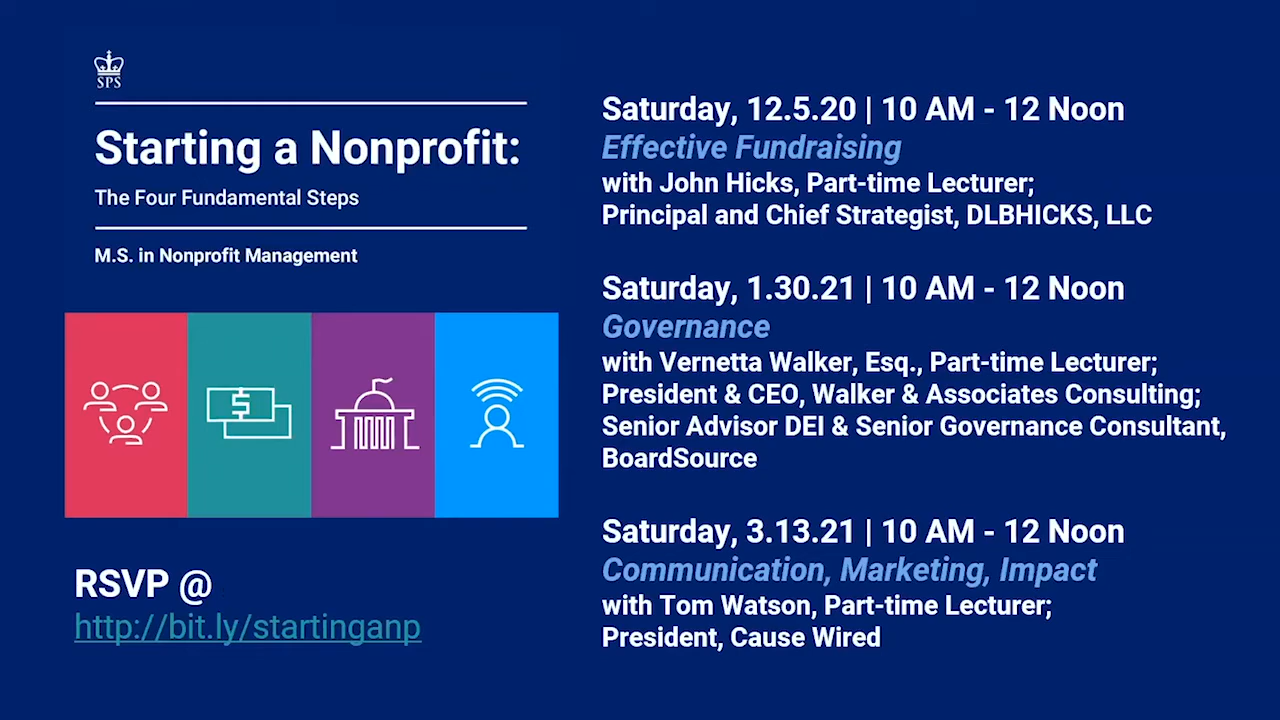 SPS
Starting a Nonprofit:
The Four Fundamental Steps
M.S. in Nonprofit Management
$
RSVP @
http://bit.ly/startinganp
Saturday, 12.5.20 | 10 AM - 12 Noon
Effective Fundraising
with John Hicks, Part-time Lecturer;
Principal and Chief Strategist, DLBHICKS, LLC
Saturday, 1.30.21 | 10 AM - 12 Noon
Governance
with Vernetta Walker, Esq., Part-time Lecturer;
President & CEO, Walker & Associates Consulting;
Senior Advisor DEI & Senior Governance Consultant,
BoardSource
Saturday, 3.13.21 | 10 AM - 12 Noon
Communication, Marketing, Impact
with Tom Watson, Part-time Lecturer;
President, Cause Wired